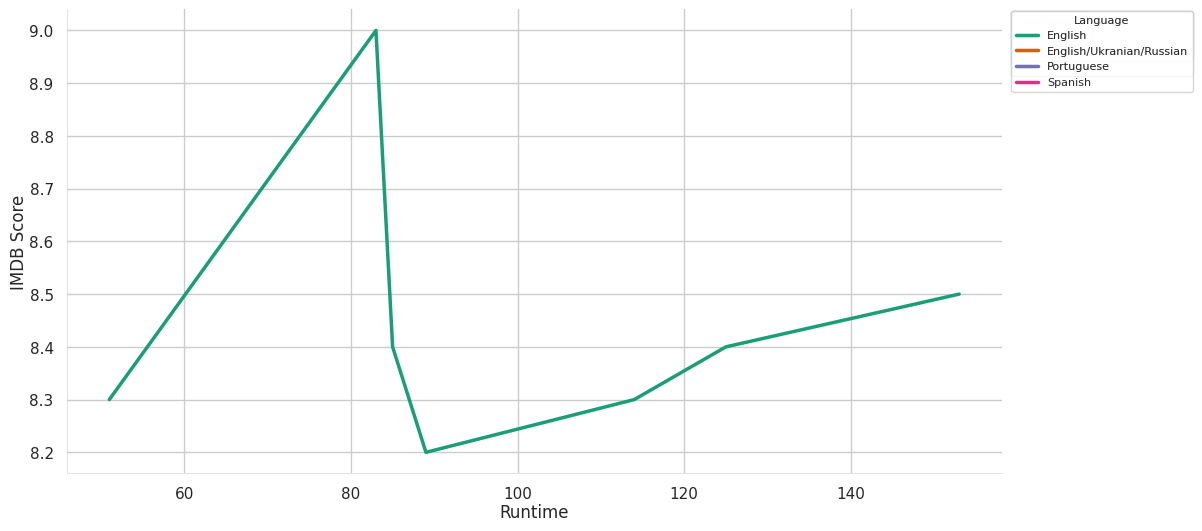 Language
English
English/Ukranian/Russian
Portuguese
Spanish
9.0
8.9
8.8
8.7
8.6
8.5
8.4
8.3
8.2
IMDB Score
60 80 100 120 140
Runtime